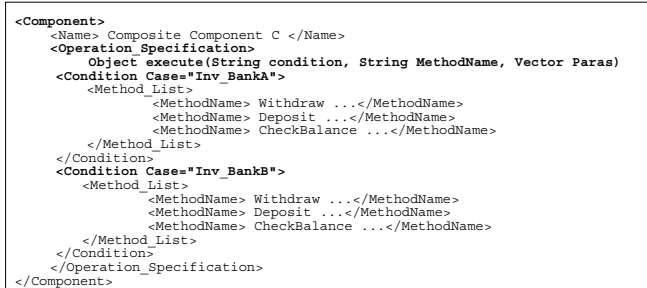 <Component>
<Name> Composite Component C </Name>
<Operation_Specification>
Object execute(String condition, String MethodName, Vector Paras)
<Condition Case="Inv_BankA">
<Method_List>
<MethodName> Withdraw ...</MethodName>
<MethodName> Deposit ...</MethodName>
<MethodName> CheckBalance ...</MethodName>
</Method_List>
</Condition>
<Condition Case="Inv_BankB">
<Method_List>
<MethodName> Withdraw ...</MethodName>
<MethodName> Deposit ...</MethodName>
<MethodName> CheckBalance ...</MethodName>
</Method_List>
</Condition>
</Operation_Specification>
</Component>